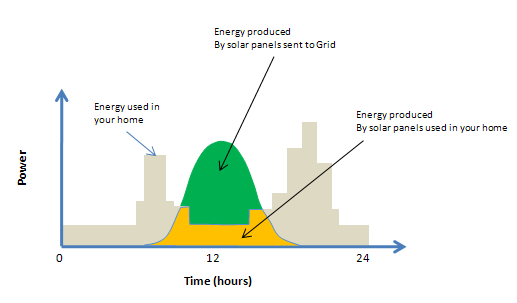 Energy produced
By solar panels sent to Grid
Energy used in
your home
Energy produced
By solar panels used in your home
Power
0
12
24
Time (hours)